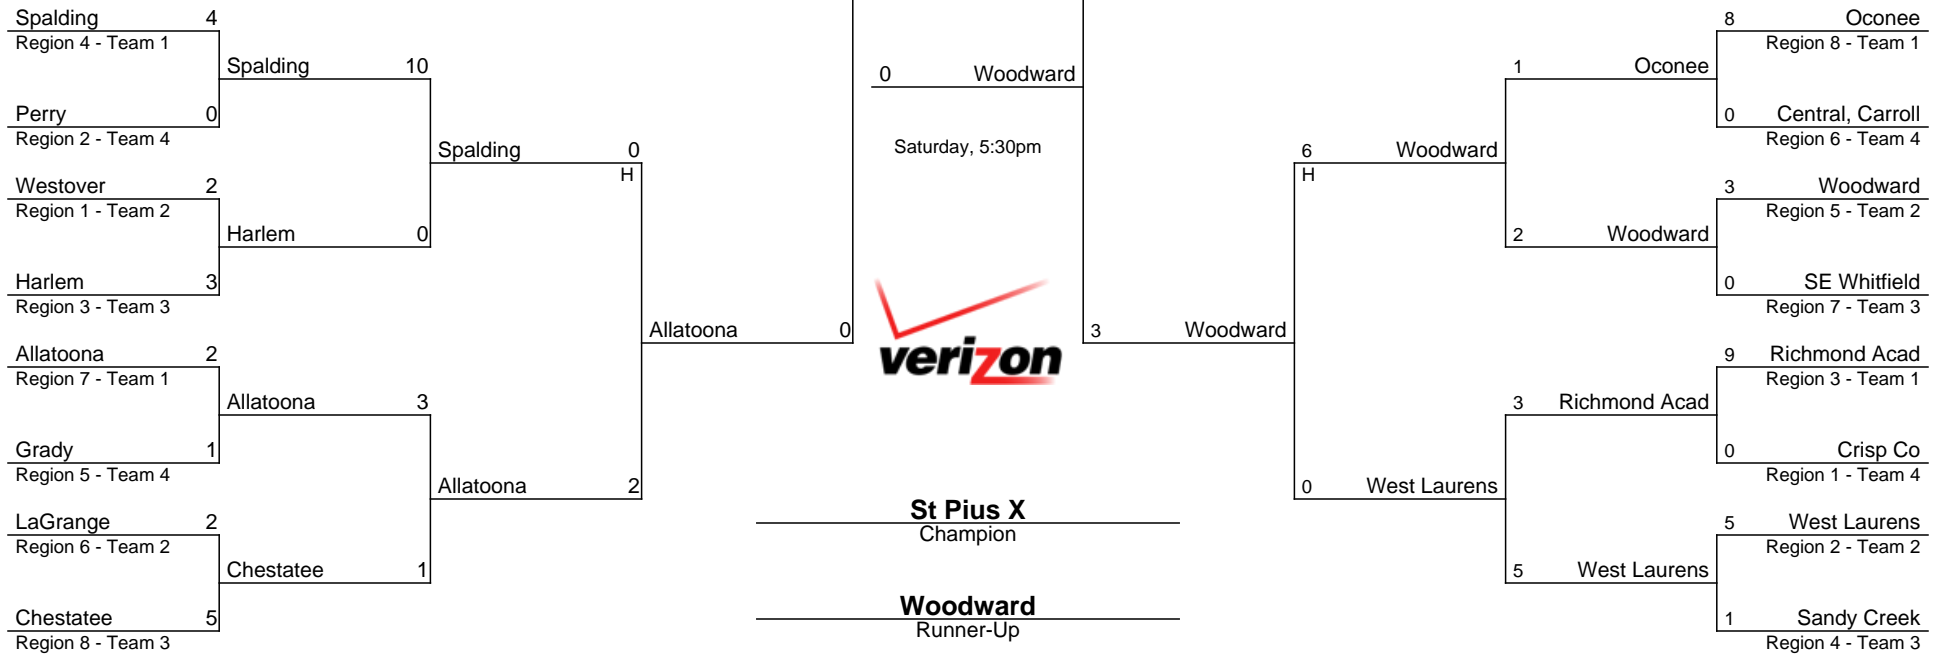 Spalding 4
Region 4 - Team 1
Spalding 10
Perry 0
Region 2 - Team 4
Spalding 0
H
Westover 2
Region 1 - Team 2
Harlem 0
Harlem 3
Region 3 - Team 3
Allatoona 0
Allatoona 2
Region 7 - Team 1
Allatoona 3
Grady 1
Region 5 - Team 4
Allatoona 2
LaGrange 2
Region 6 - Team 2
Chestatee 1
Chestatee 5
Region 8 - Team 3
0 Woodward
Saturday, 5:30pm
verizon
St Pius X
Champion
Woodward
Runner-Up
8 Oconee
Region 8 - Team 1
1 Oconee
0 Central, Carroll
Region 6 - Team 4
6 Woodward
H
3 Woodward
Region 5 - Team 2
2 Woodward
0 SE Whitfield
Region 7 - Team 3
3 Woodward
9 Richmond Acad
Region 3 - Team 1
3 Richmond Acad
0 Crisp Co
Region 1 - Team 4
0 West Laurens
5 West Laurens
Region 2 - Team 2
5 West Laurens
1 Sandy Creek
Region 4 - Team 3